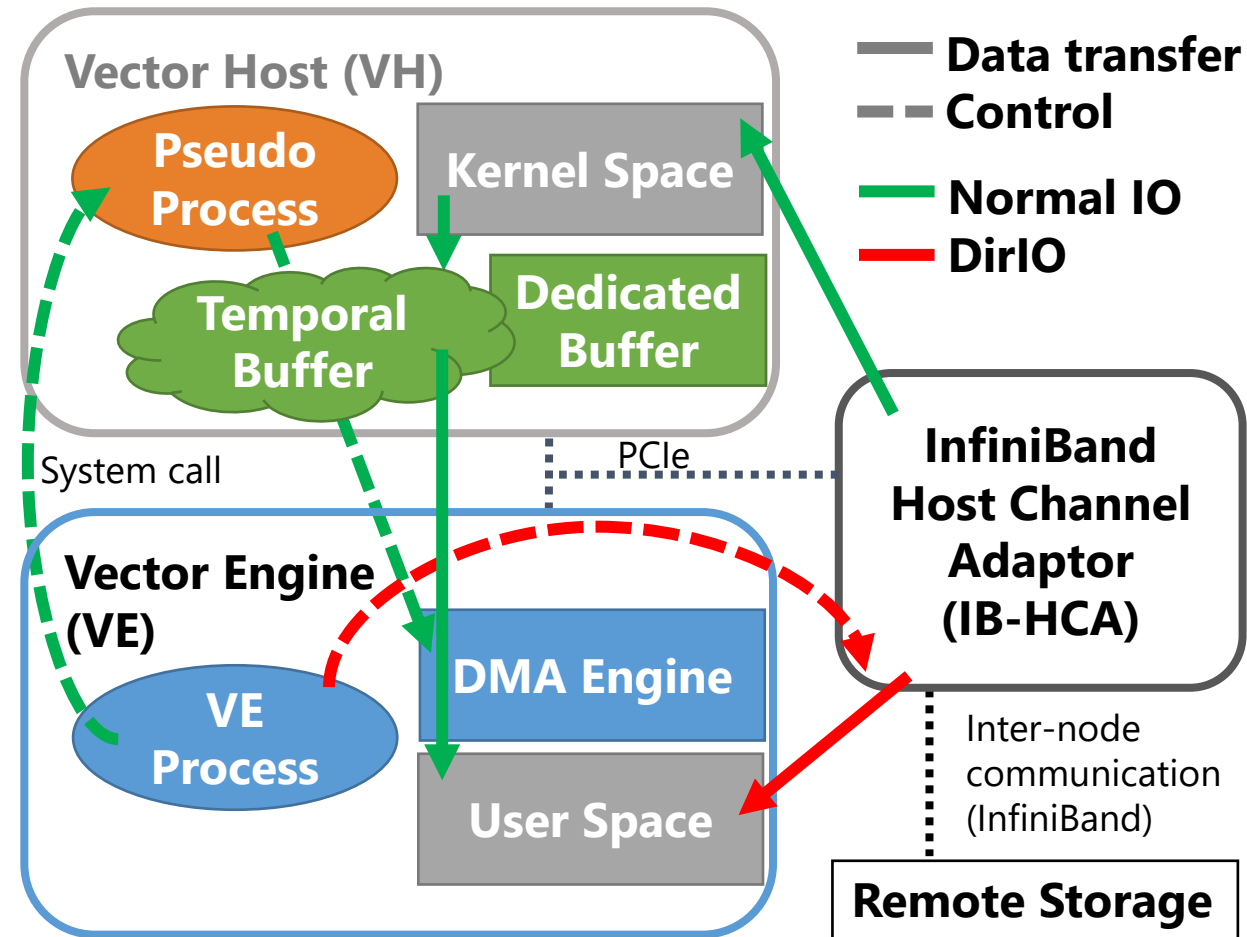 Vector Host (VH)
Pseudo
Process
Kernel Space
Temporal
Buffer
Dedicated
Buffer
Data transfer
Control
Normal IO
DirIO
System call
PCIe
InfiniBand
Host Channel
Adaptor
(IB-HCA)
Vector Engine
(VE)
VE
Process
DMA Engine
User Space
Inter-node
communication
(InfiniBand)
Remote Storage